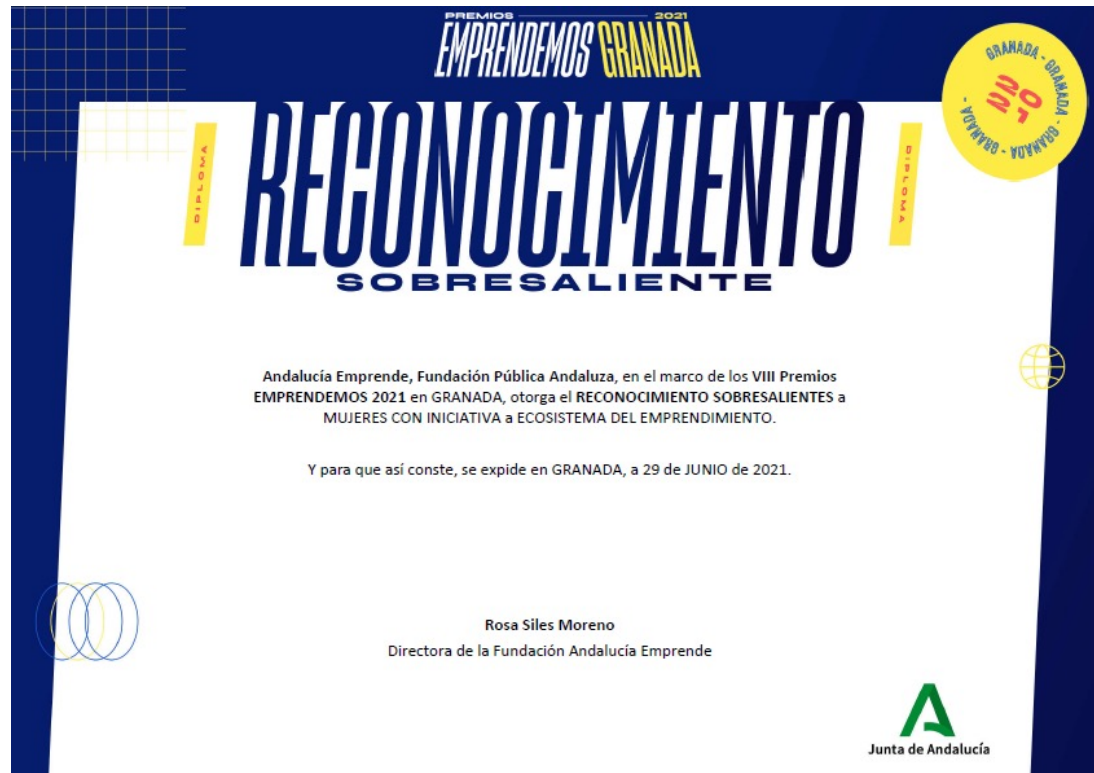 PREMIOS 2021
EMPRENDEMOS GRANADA
GRANADA - GRANADA - GRANADA - GRANADA -
20
21
DIPLOMA
RECONOCIMIENTO
DIPLOMA
SOBRESALIENTE
Andalucía Emprende, Fundación Pública Andaluza, en el marco de los VIII Premios
EMPRENDEMOS 2021 en GRANADA, otorga el RECONOCIMIENTO SOBRESALIENTES a
MUJERES CON INICIATIVA a ECOSISTEMA DEL EMPRENDIMIENTO.
Y para que así conste, se expide en GRANADA, a 29 de JUNIO de 2021.
Rosa Siles Moreno
Directora de la Fundación Andalucía Emprende
Junta de Andalucía